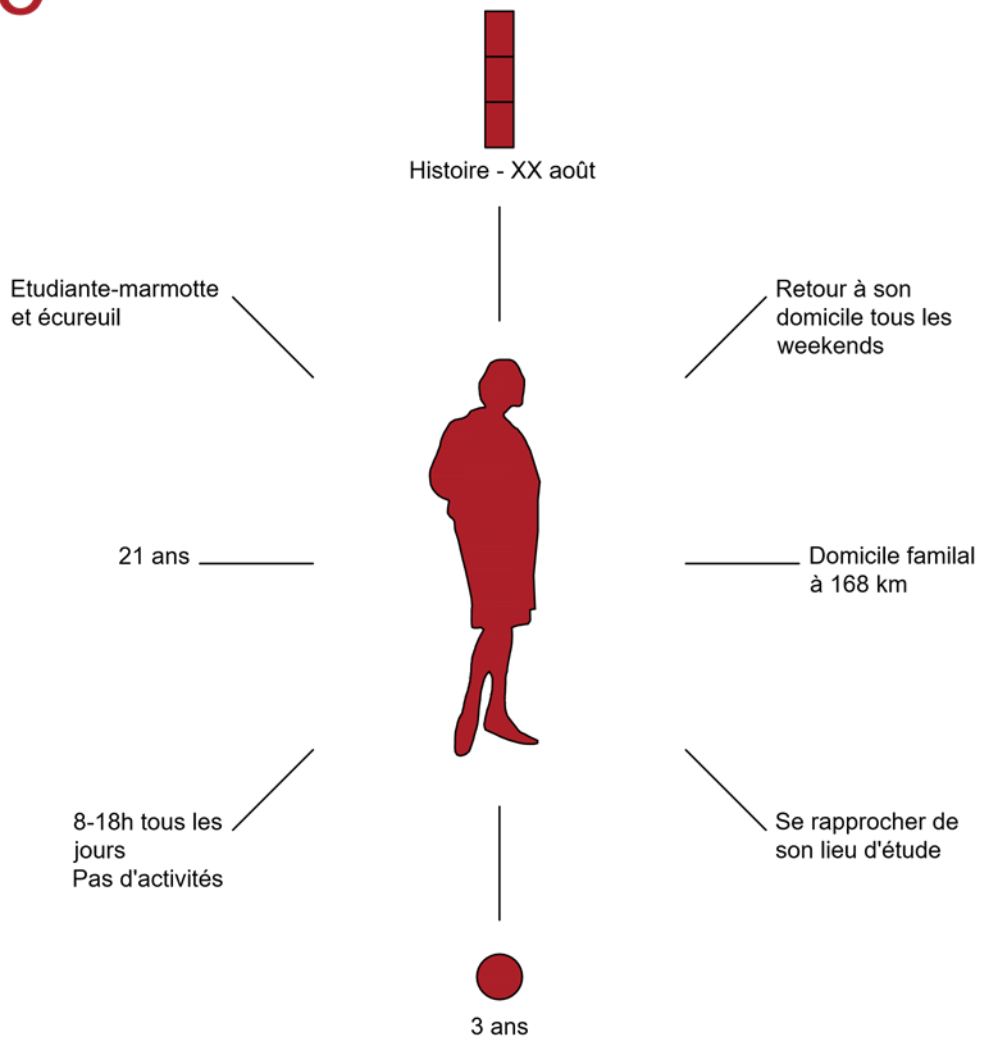 Histoire - XX août
Etudiante-marmotte
et écureuil
Retour à son
domicile tous les
weekends
21 ans
Domicile familal
à 168 km
8-18h tous les
jours
Pas d'activités
Se rapprocher de
son lieu d'étude
3 ans